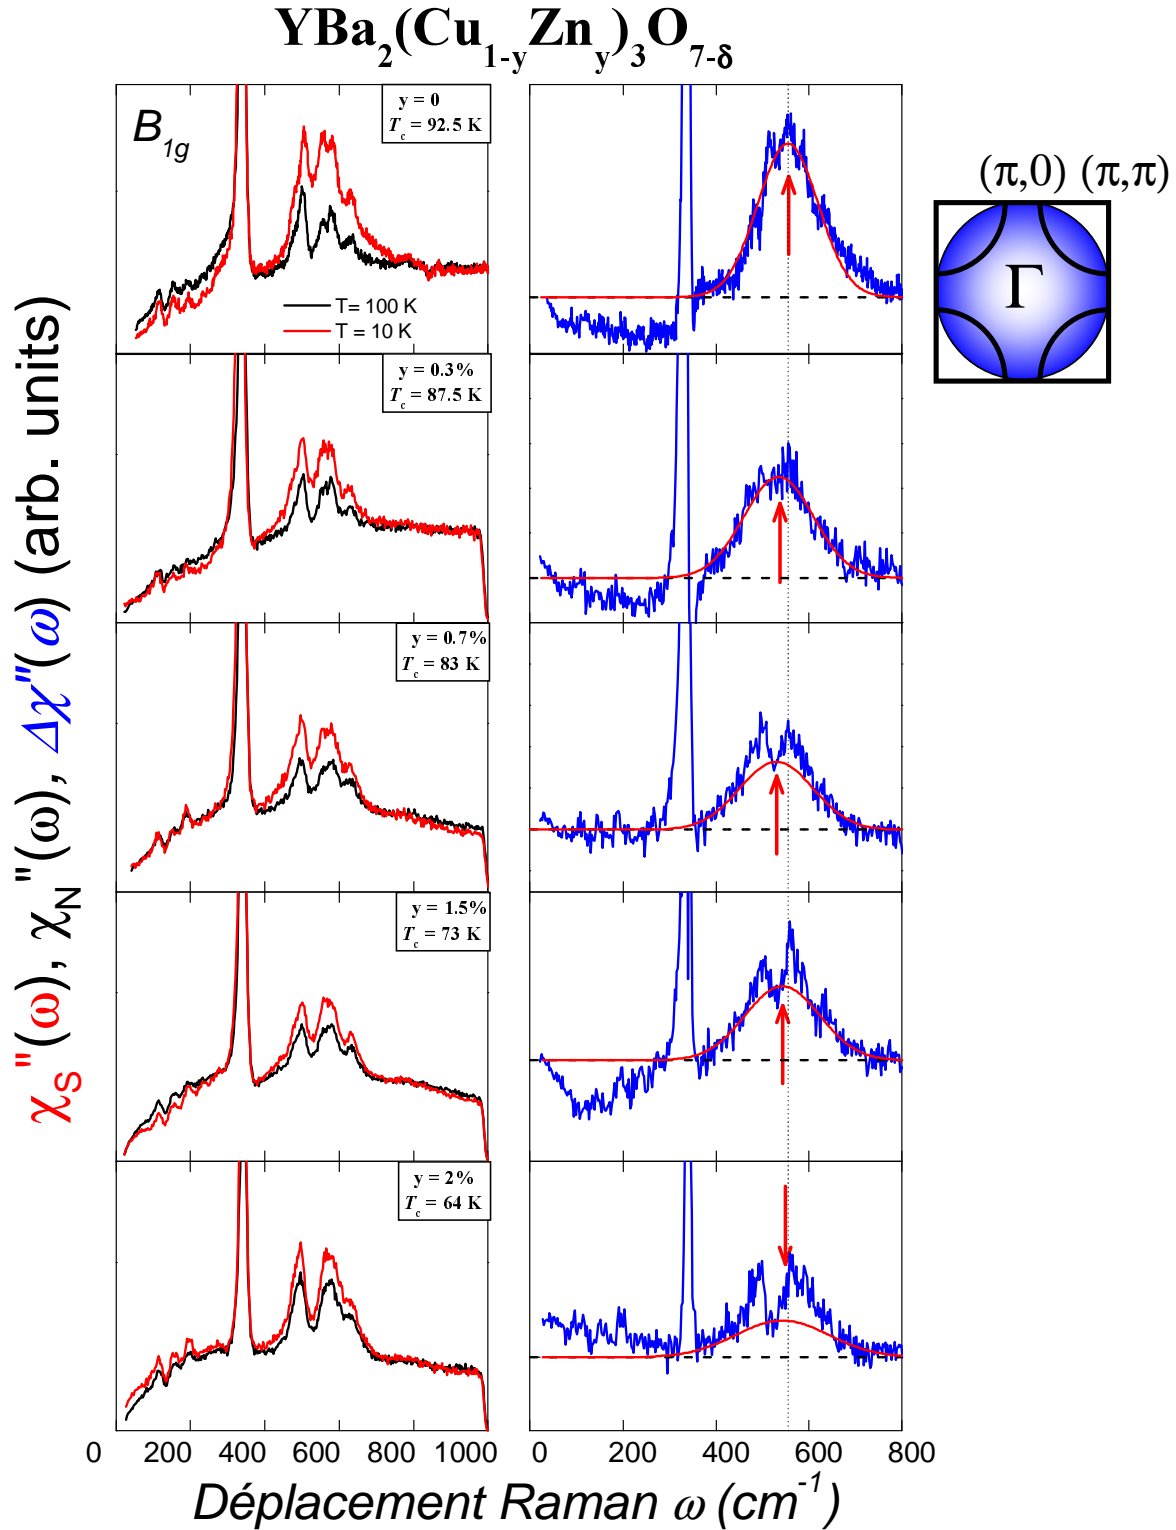 YBa2(Cu1-yZny)3O7-δ
B1g
y = 0
Tc = 92.5 K
T= 100 K
T= 10 K
(π,0) (π,π)
Γ
y = 0.3%
Tc = 87.5 K
y = 0.7%
Tc = 83 K
y = 1.5%
Tc = 73 K
y = 2%
Tc = 64 K
χS''(ω), χN''(ω), Δχ''(ω) (arb. units)
0 200 400 600 800 1000
0 200 400 600 800
Déplacement Raman ω (cm-1)